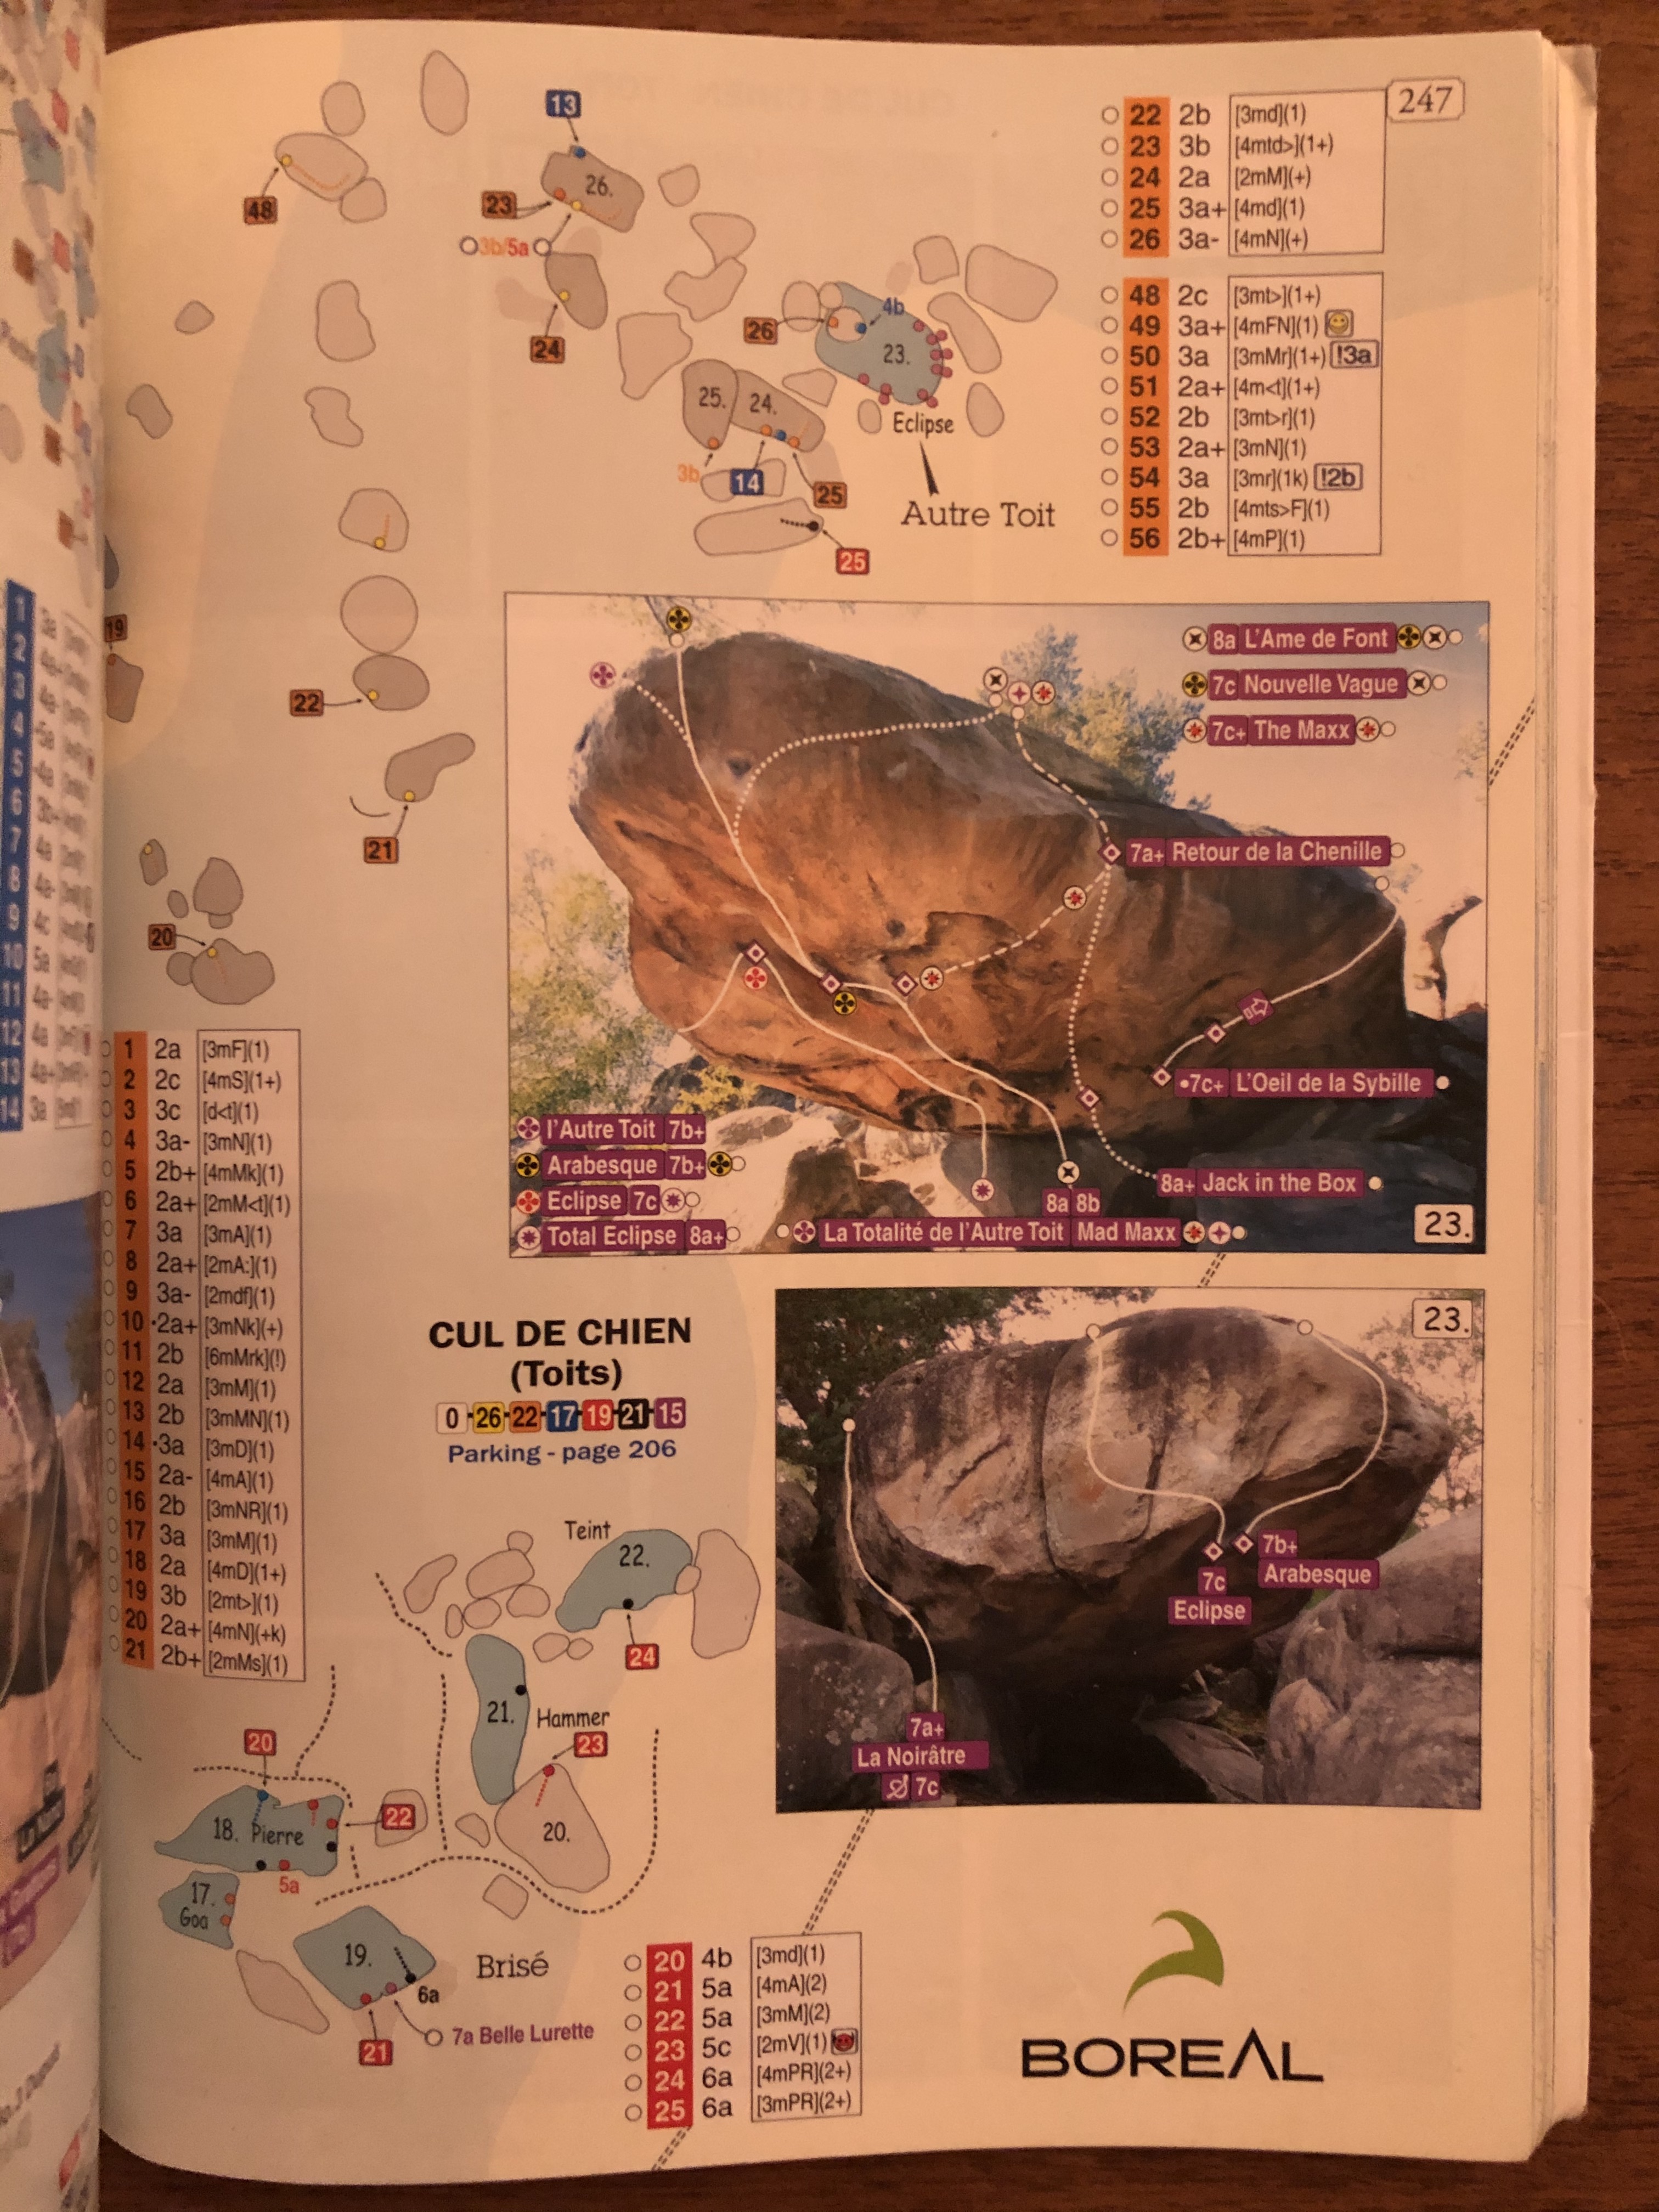 247
13
48
26.
23
3b/5a
24
26
4b
23.
Eclipse
25.
24.
3b
14
25
Autre Toit
25
22 2b [3md](1)
23 3b [4mtd>](1+)
24 2a [2mM](+)
25 3a+ [4md](1)
26 3a- [4mN](+)
48 2c [3mt>](1+)
49 3a+ [4mFN](1)
50 3a [3mMr](1+) !3a
51 2a+ [4m<t](1+)
52 2b [3mt>r](1)
53 2a+ [3mN](1)
54 3a [3mr](1k) !2b
55 2b [4mts>F](1)
56 2b+ [4mP](1)
19
22
21
20
8a L'Ame de Font
7c Nouvelle Vague
7c+ The Maxx
7a+ Retour de la Chenille
•7c+ L'Oeil de la Sybille
8a+ Jack in the Box
l'Autre Toit 7b+
Arabesque 7b+
Eclipse 7c
Total Eclipse 8a+
8a 8b
La Totalité de l'Autre Toit Mad Maxx
23.
1
2
3
4
5
6
7
8
9
10
11
12
13
14
1 2a [3mF](1)
2 2c [4mS](1+)
3 3c [d<t](1)
4 3a- [3mN](1)
5 2b+ [4mMk](1)
6 2a+ [2mM<t](1)
7 3a [3mA](1)
8 2a+ [2mA:](1)
9 3a- [2mdf](1)
10 •2a+ [3mNk](+)
11 2b [6mMrk](!)
12 2a [3mM](1)
13 2b [3mMN](1)
14 •3a [3mD](1)
15 2a- [4mA](1)
16 2b [3mNR](1)
17 3a [3mM](1)
18 2a [4mD](1+)
19 3b [2mt>](1)
20 2a+ [4mN](+k)
21 2b+ [2mMs](1)
CUL DE CHIEN
(Toits)
0 26 22 17 19 21 15
Parking - page 206
23.
7b+
Arabesque
7c
Eclipse
7a+
La Noirâtre
7c
Teint
22.
24
21.
Hammer
23
20
22
18. Pierre
20.
5a
17.
Goa
19.
Brisé
6a
7a Belle Lurette
21
20 4b [3md](1)
21 5a [4mA](2)
22 5a [3mM](2)
23 5c [2mV](1)
24 6a [4mPR](2+)
25 6a [3mPR](2+)
BOREAL